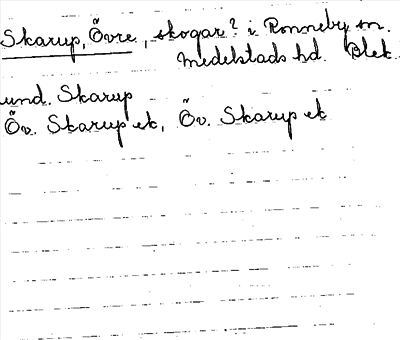 Skarup, Övre, skogar? i Ronneby sn.
Medelstads hd. Blek.
und. Skarup
Öv. Skarup ek, Öv. Skarup ek